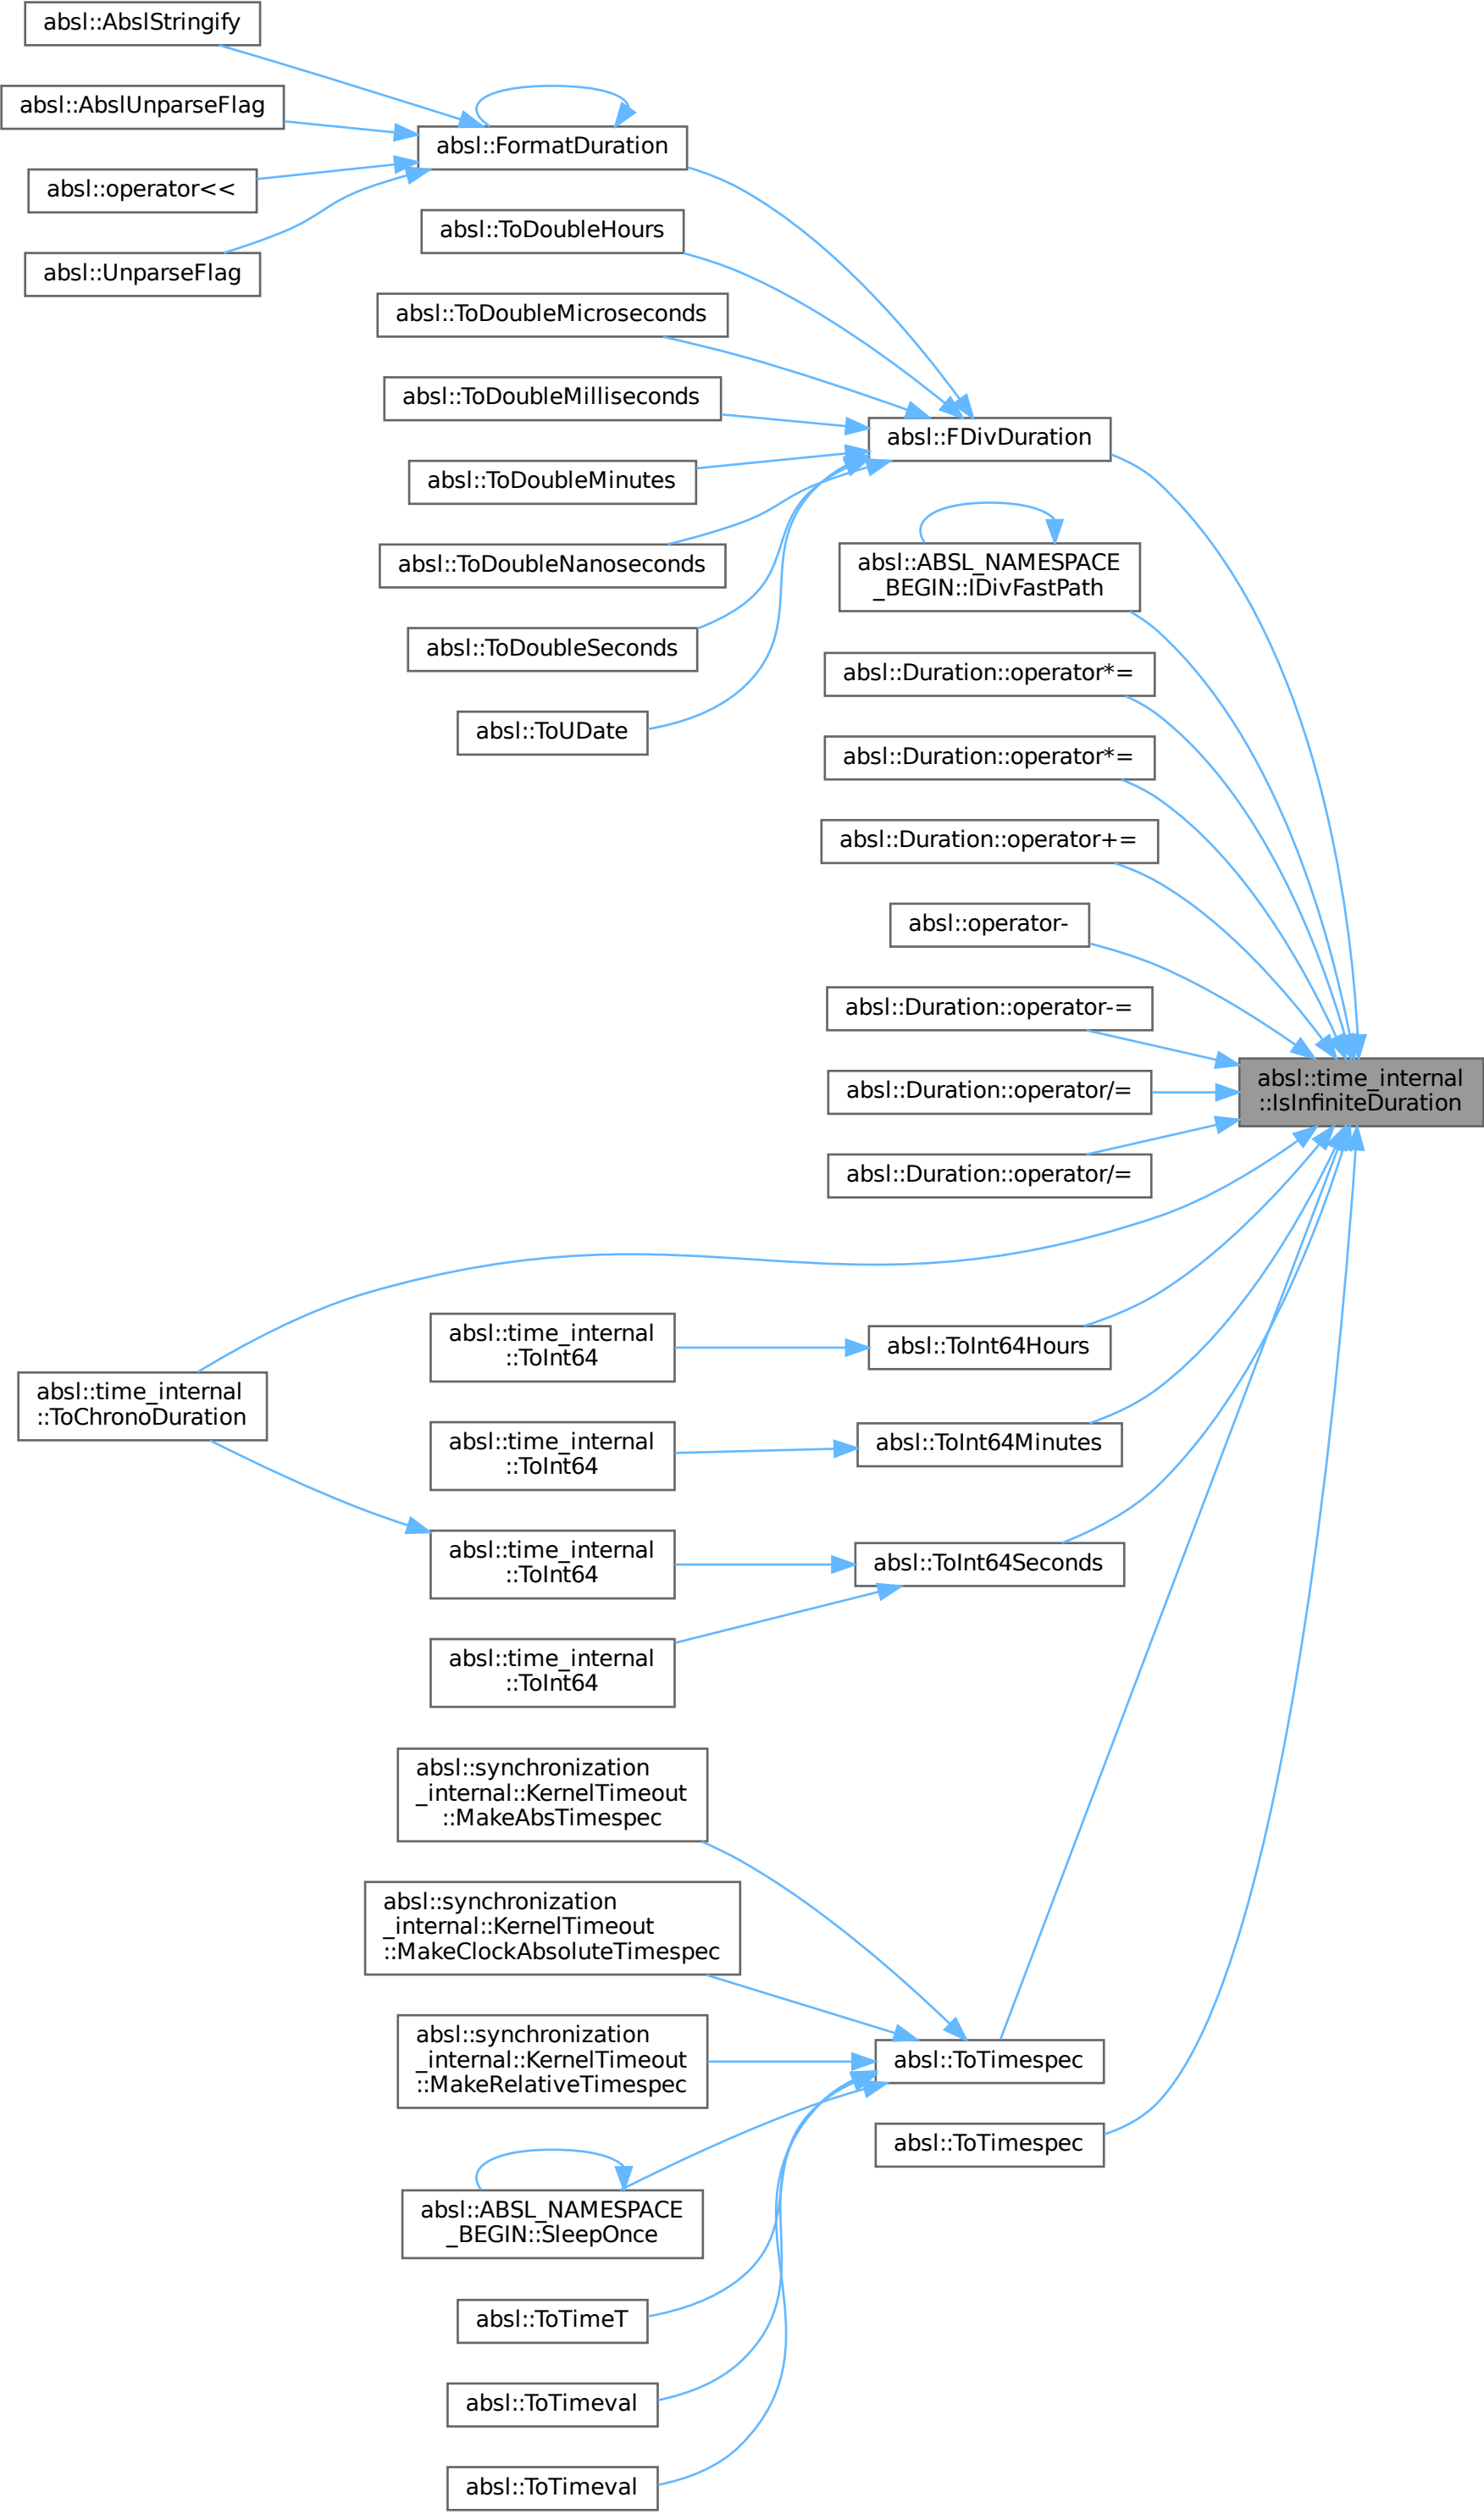 absl::AbslStringify
absl::AbslUnparseFlag
absl::FormatDuration
absl::operator<<
absl::ToDoubleHours
absl::UnparseFlag
absl::ToDoubleMicroseconds
absl::ToDoubleMilliseconds
absl::FDivDuration
absl::ToDoubleMinutes
absl::ToDoubleNanoseconds
absl::ABSL_NAMESPACE
_BEGIN::IDivFastPath
absl::ToDoubleSeconds
absl::Duration::operator*=
absl::ToUDate
absl::Duration::operator*=
absl::Duration::operator+=
absl::operator-
absl::Duration::operator-=
absl::time_internal
::IsInfiniteDuration
absl::Duration::operator/=
absl::Duration::operator/=
absl::time_internal
::ToInt64
absl::ToInt64Hours
absl::time_internal
::ToChronoDuration
absl::time_internal
::ToInt64
absl::ToInt64Minutes
absl::time_internal
::ToInt64
absl::ToInt64Seconds
absl::time_internal
::ToInt64
absl::synchronization
_internal::KernelTimeout
::MakeAbsTimespec
absl::synchronization
_internal::KernelTimeout
::MakeClockAbsoluteTimespec
absl::synchronization
_internal::KernelTimeout
::MakeRelativeTimespec
absl::ToTimespec
absl::ToTimespec
absl::ABSL_NAMESPACE
_BEGIN::SleepOnce
absl::ToTimeT
absl::ToTimeval
absl::ToTimeval